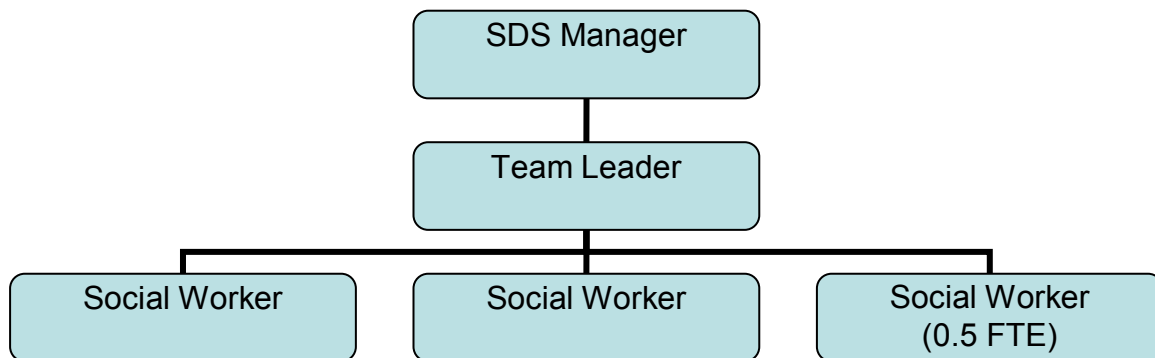 SDS Manager
Team Leader
Social Worker
Social Worker
Social Worker
(0.5 FTE)